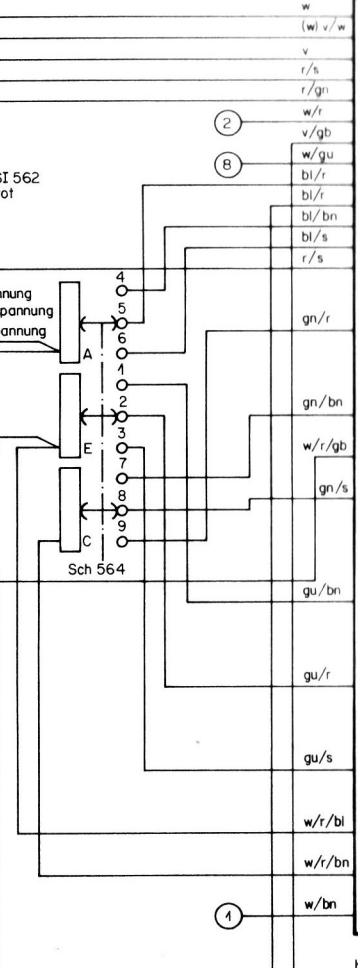 w
(w) v/w
v
r/s
r/gn
w/r
2
v/gb
w/gu
8
SI 562
bl/r
rot
bl/r
bl/bn
bl/s
r/s
4
nnung
5
pannung
annung
gn/r
6
A
1
gn/bn
2
E
3
w/r/gb
7
gn/s
8
C
9
Sch 564
gu/bn
gu/r
gu/s
w/r/bl
w/r/bn
w/bn
1